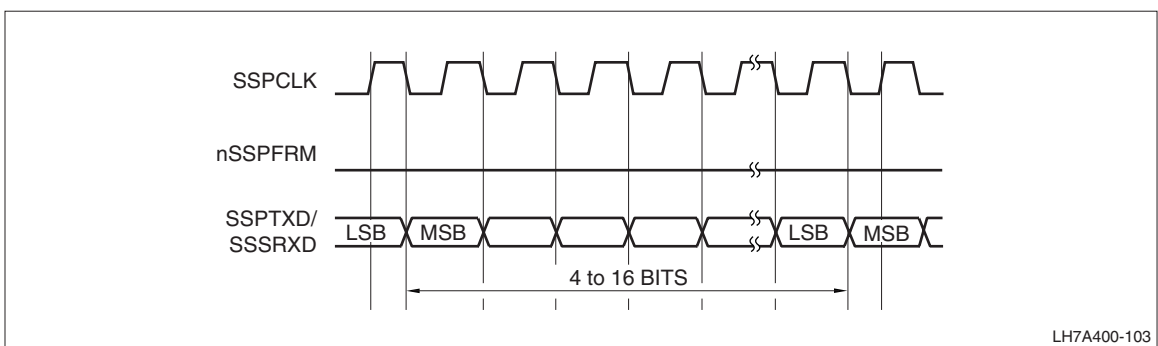 SSPCLK
nSSPFRM
SSPTXD/
SSSRXD
LSB MSB LSB MSB
4 to 16 BITS
LH7A400-103